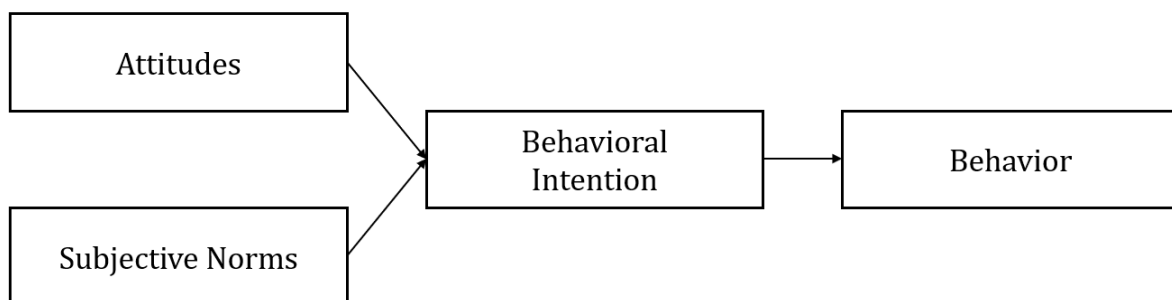 Attitudes
Subjective Norms
Behavioral
Intention
Behavior